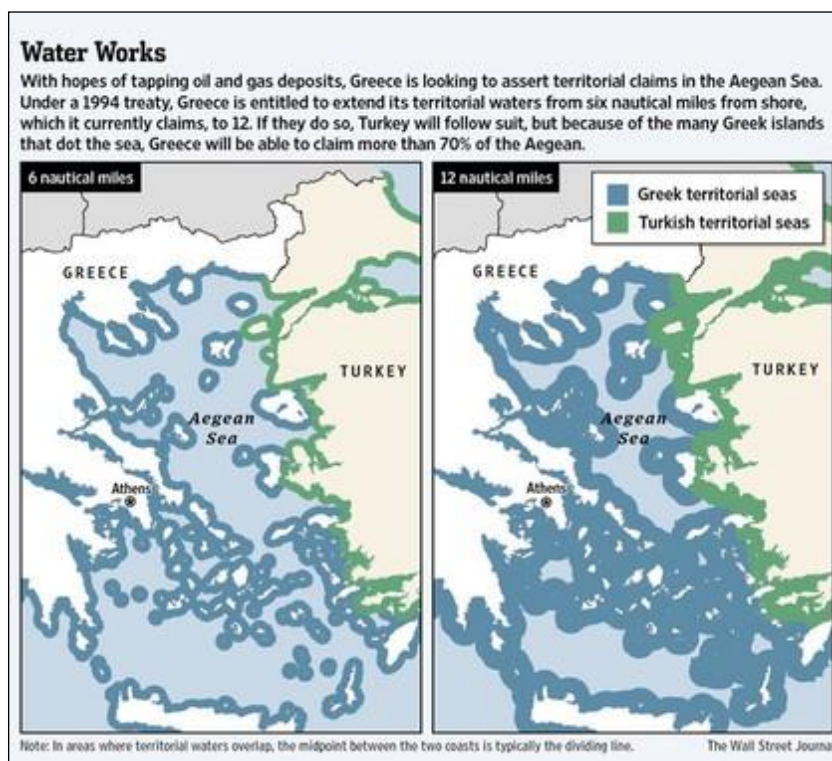 Water Works
With hopes of tapping oil and gas deposits, Greece is looking to assert territorial claims in the Aegean Sea.
Under a 1994 treaty, Greece is entitled to extend its territorial waters from six nautical miles from shore,
which it currently claims, to 12. If they do so, Turkey will follow suit, but because of the many Greek islands
that dot the sea, Greece will be able to claim more than 70% of the Aegean.
6 nautical miles
GREECE
TURKEY
Aegean
Sea
Athens
12 nautical miles
Greek territorial seas
Turkish territorial seas
GREECE
TURKEY
Aegean
Sea
Athens
Note: In areas where territorial waters overlap, the midpoint between the two coasts is typically the dividing line.
The Wall Street Journa